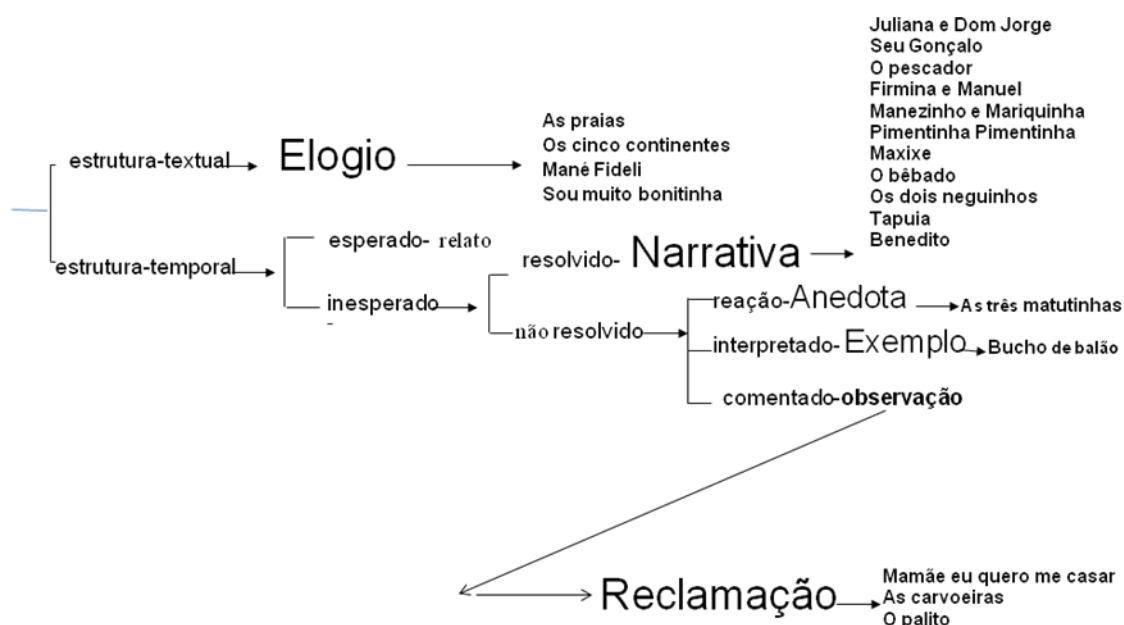 estrutura-textual
Elogio
As praias
Os cinco continentes
Mané Fideli
Sou muito bonitinha
Juliana e Dom Jorge
Seu Gonçalo
O pescador
Firmina e Manuel
Manezinho e Mariquinha
Pimentinha Pimentinha
Maxixe
O bêbado
Os dois neguinhos
Tapuia
Benedito
estrutura-temporal
esperado- relato
inesperado
-
resolvido- Narrativa
não resolvido
reação-Anedota
As três matutinhas
interpretado- Exemplo
Bucho de balão
comentado-observação
Reclamação
Mamãe eu quero me casar
As carvoeiras
O palito